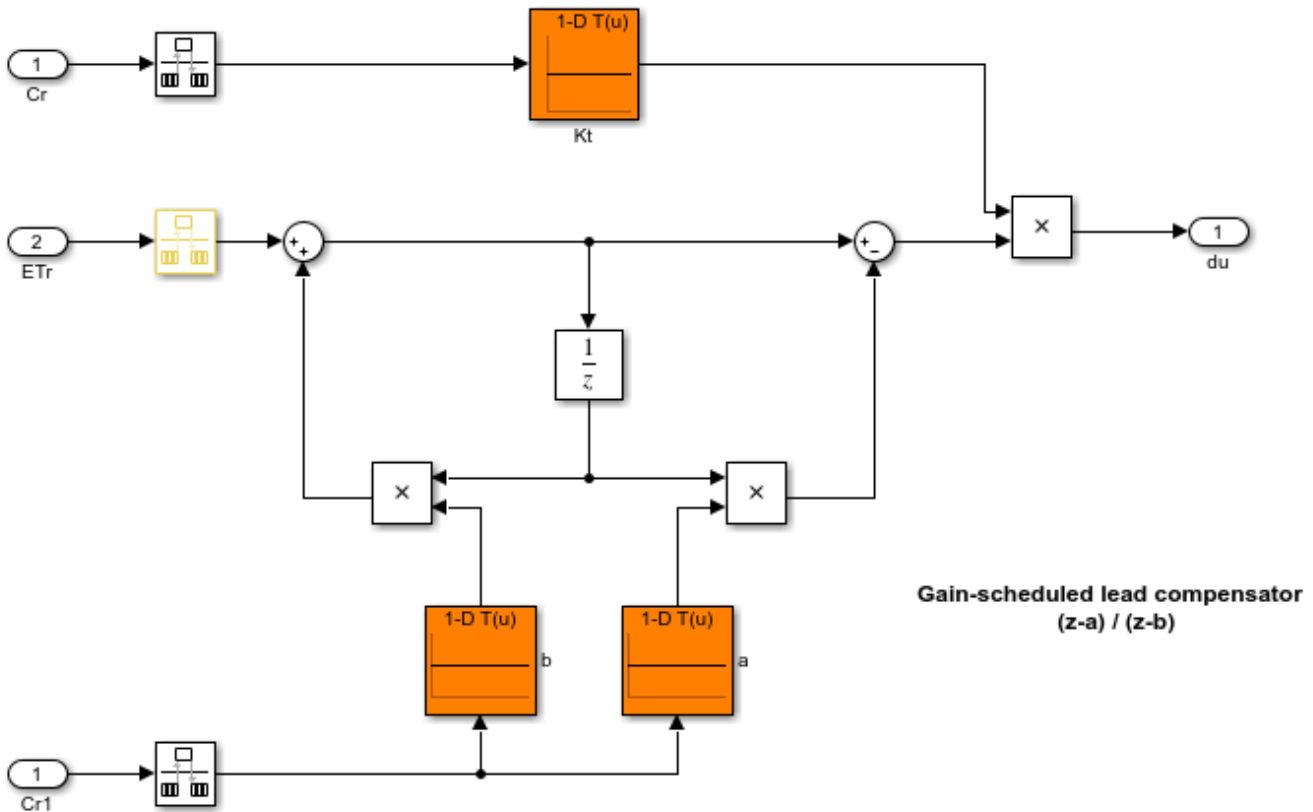 1-D T(u)
1
Cr
Kt
2
ETr
+
+
+
−
×
1
du
1
z
×
×
Gain-scheduled lead compensator
(z-a) / (z-b)
1-D T(u)
b
1-D T(u)
a
1
Cr1